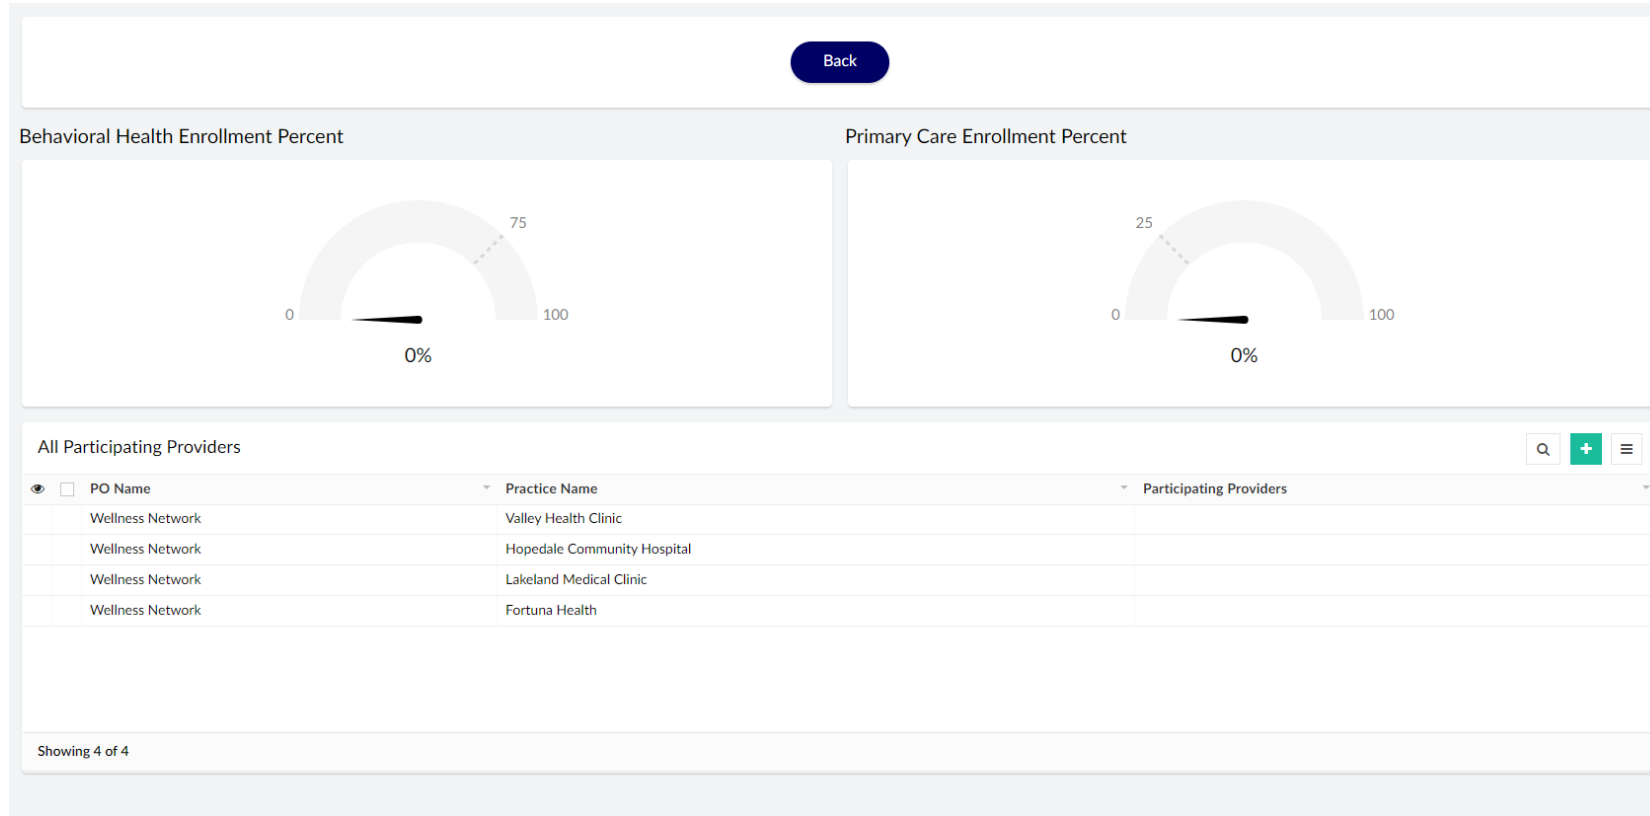 Back
Behavioral Health Enrollment Percent
Primary Care Enrollment Percent
75
0
100
0%
25
0
100
0%
All Participating Providers
PO Name Practice Name Participating Providers
Wellness Network Valley Health Clinic
Wellness Network Hopedale Community Hospital
Wellness Network Lakeland Medical Clinic
Wellness Network Fortuna Health
Showing 4 of 4